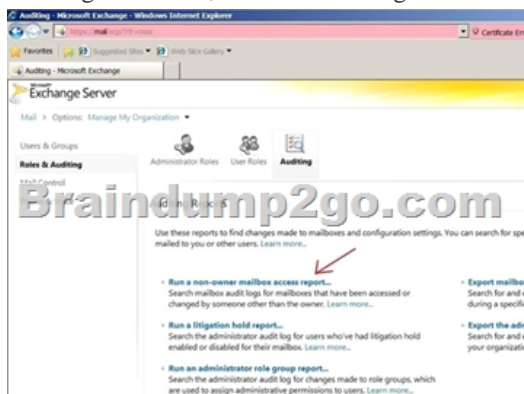 Auditing - Microsoft Exchange - Windows Internet Explorer
Certificate Err
Favorites Suggested Sites Web Slice Gallery
Auditing - Microsoft Exchange
Microsoft
Exchange Server
Mail > Options: Manage My Organization
Users & Groups
Roles & Auditing
Mail Control
Administrator Roles User Roles Auditing
Braindump2go.com
Use these reports to find changes made to mailboxes and configuration settings. You can search for spe
mailed to you or other users. Learn more...
Run a non-owner mailbox access report...
Search mailbox audit logs for mailboxes that have been accessed or
changed by someone other than the owner. Learn more...
Export mailbo
Search for and e
during a specifi
Run a litigation hold report...
Search the administrator audit log for users who've had litigation hold
enabled or disabled for their mailbox. Learn more...
Export the adm
Search for and e
your organizati
Run an administrator role group report...
Search the administrator audit log for changes made to role groups, which
are used to assign administrative permissions to users. Learn more...